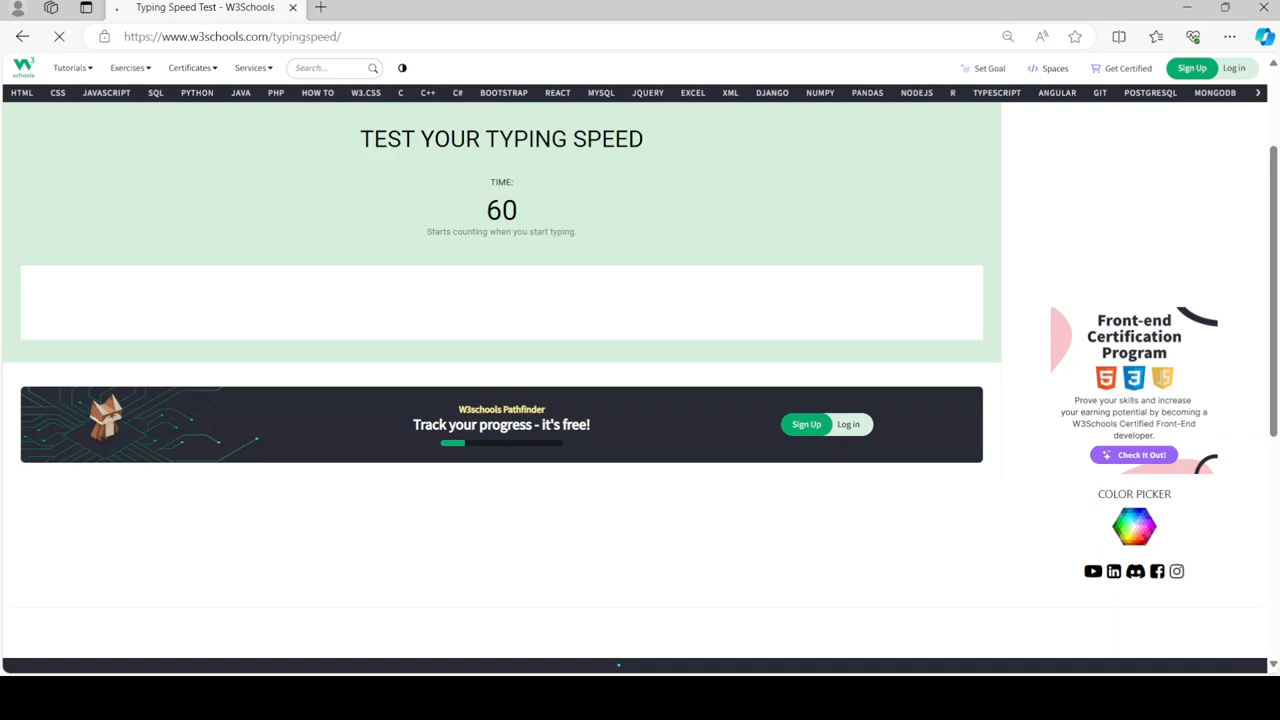 Typing Speed Test - W3Schools
https://www.w3schools.com/typingspeed/
W3 schools Tutorials Exercises Certificates Services Search... Set Goal Spaces Get Certified Sign Up Log in
HTML CSS JAVASCRIPT SQL PYTHON JAVA PHP HOW TO W3.CSS C C++ C# BOOTSTRAP REACT MYSQL JQUERY EXCEL XML DJANGO NUMPY PANDAS NODEJS R TYPESCRIPT ANGULAR GIT POSTGRESQL MONGODB
TEST YOUR TYPING SPEED
TIME:
60
Starts counting when you start typing.
W3schools Pathfinder
Track your progress - it's free!
Sign Up Log in
Front-end
Certification
Program
5 3 JS
Prove your skills and increase
your earning potential by becoming a
W3Schools Certified Front-End
developer.
Check It Out!
COLOR PICKER